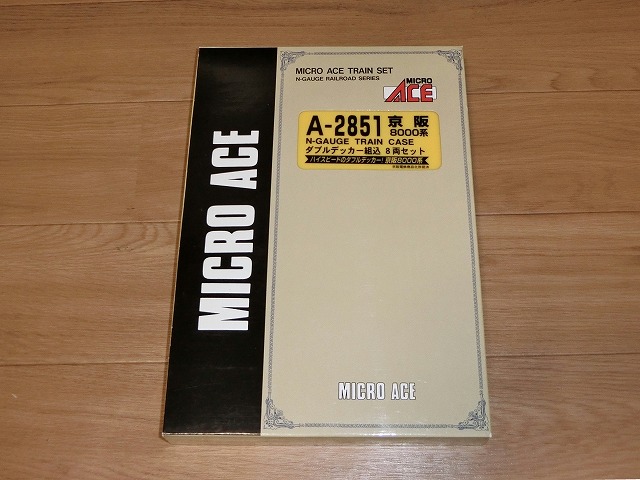 MICRO ACE
MICRO ACE TRAIN SET
N-GAUGE RAILROAD SERIES
MICRO
ACE
A-2851 京阪
8000系
N-GAUGE TRAIN CASE
ダブルデッカー組込 8両セット
ハイスピードのダブルデッカー! 京阪8000系
MICRO ACE